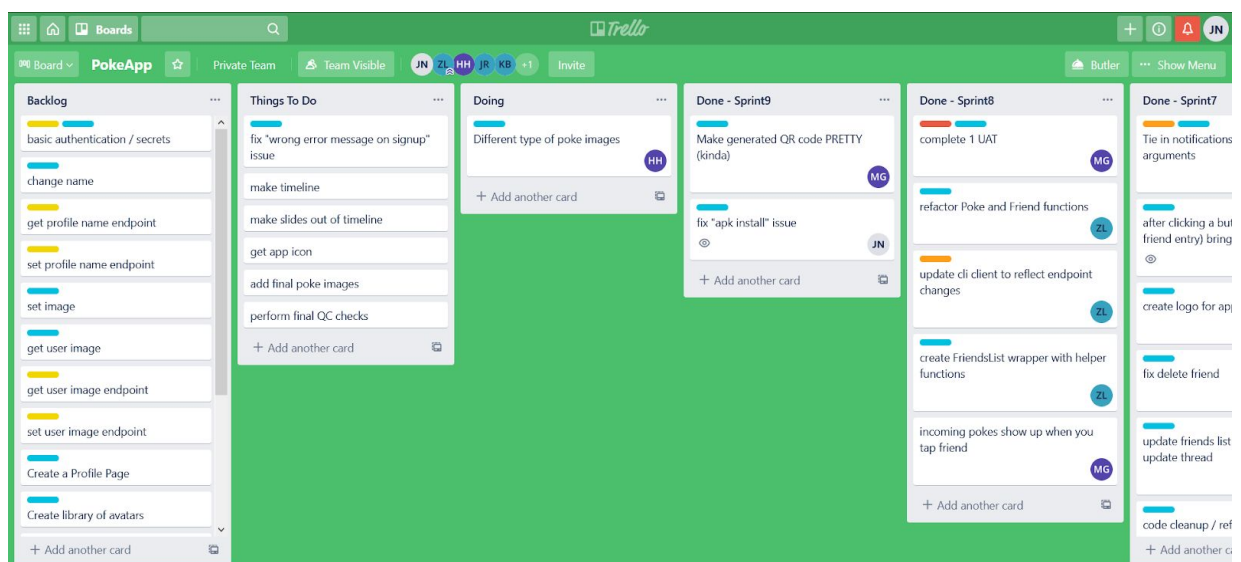 Boards
Trello
JN
Board
PokeApp
Private Team
Team Visible
JN ZL HH JR KB +1
Invite
Butler
Show Menu
Backlog
basic authentication / secrets
change name
get profile name endpoint
set profile name endpoint
set image
get user image
get user image endpoint
set user image endpoint
Create a Profile Page
Create library of avatars
+ Add another card
Things To Do
fix "wrong error message on signup"
issue
make timeline
make slides out of timeline
get app icon
add final poke images
perform final QC checks
+ Add another card
Doing
Different type of poke images
HH
+ Add another card
Done - Sprint9
Make generated QR code PRETTY
(kinda)
MG
fix "apk install" issue
JN
+ Add another card
Done - Sprint8
complete 1 UAT
MG
refactor Poke and Friend functions
ZL
update cli client to reflect endpoint
changes
ZL
create FriendsList wrapper with helper
functions
ZL
incoming pokes show up when you
tap friend
MG
+ Add another card
Done - Sprint7
Tie in notifications
arguments
after clicking a but
friend entry) bring
create logo for ap
fix delete friend
update friends list
update thread
code cleanup / ref
+ Add another ca